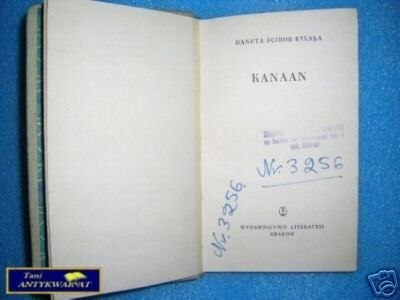 DANUTA ŚCIBOR-RYLSKA
KANAAN
Nr. 3256
Nr. 3256
WYDAWNICTWO LITERACKIE
KRAKÓW
Tani
ANTYKWARIAT